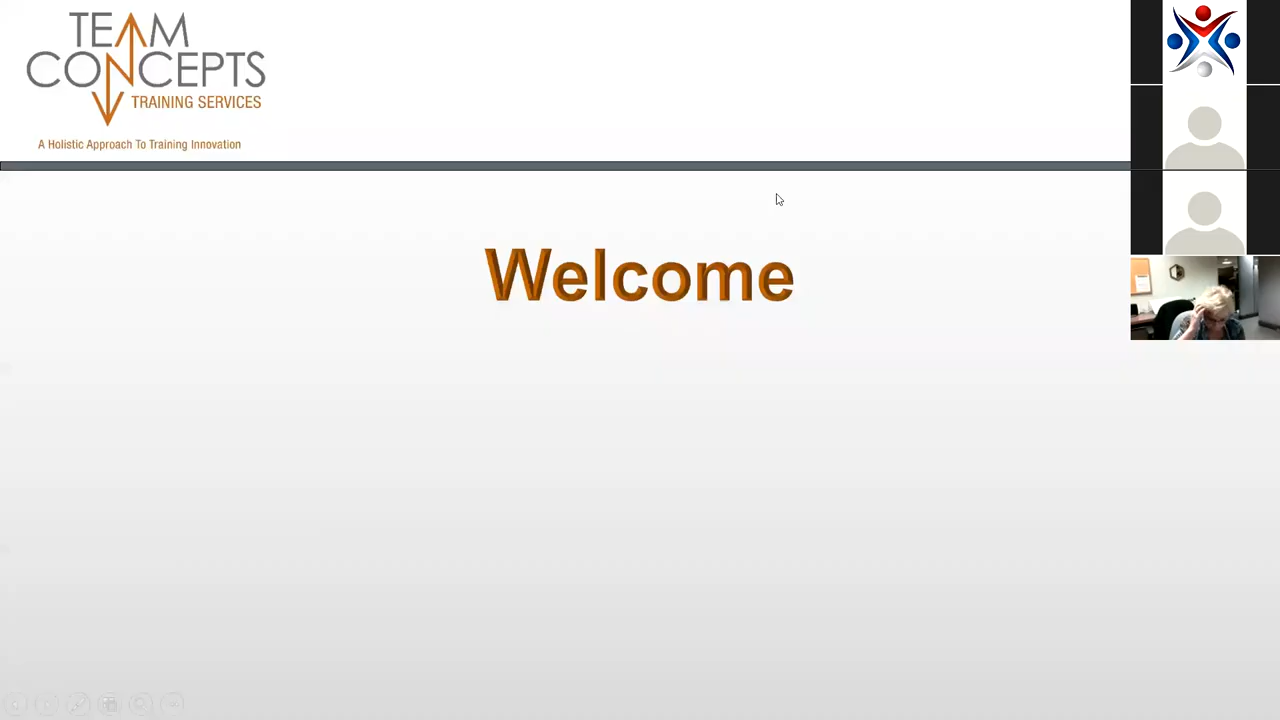 TEAM
CONCEPTS
TRAINING SERVICES
A Holistic Approach To Training Innovation
Welcome